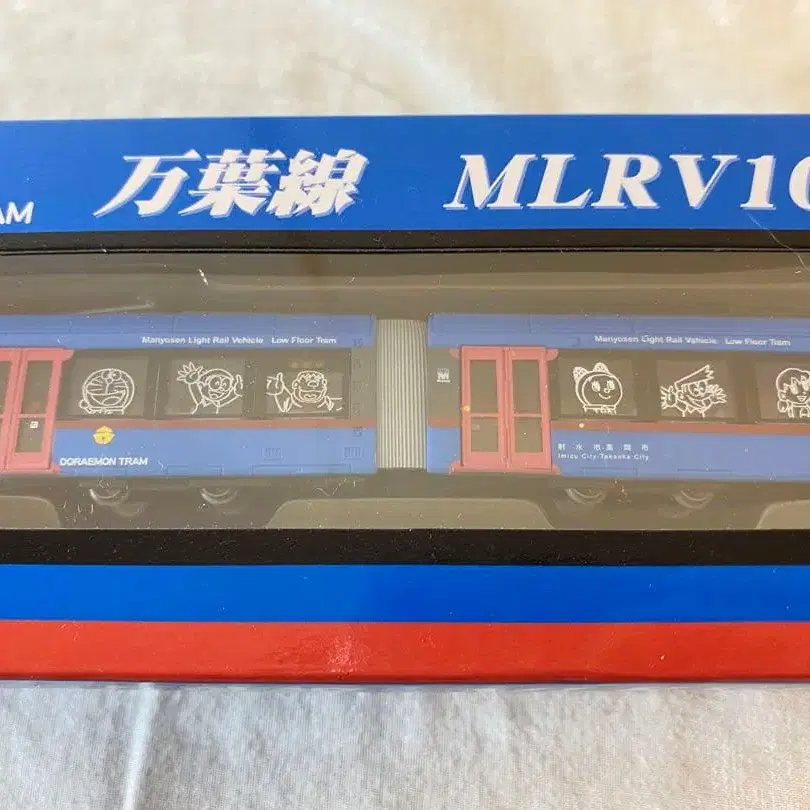 AM 万葉線 MLRV10
Manyosen Light Rail Vehicle Low Floor Tram
DORAEMON TRAM
Manyosen Light Rail Vehicle Low Floor Tram
射水市・高岡市
Imizu City・Takaoka City